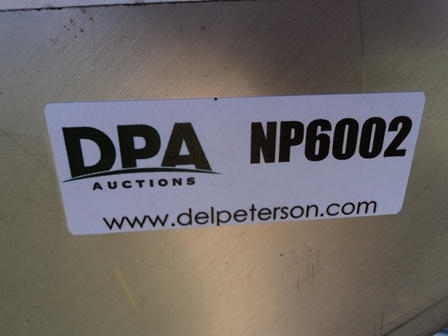 DPA
AUCTIONS
NP6002
www.delpeterson.com